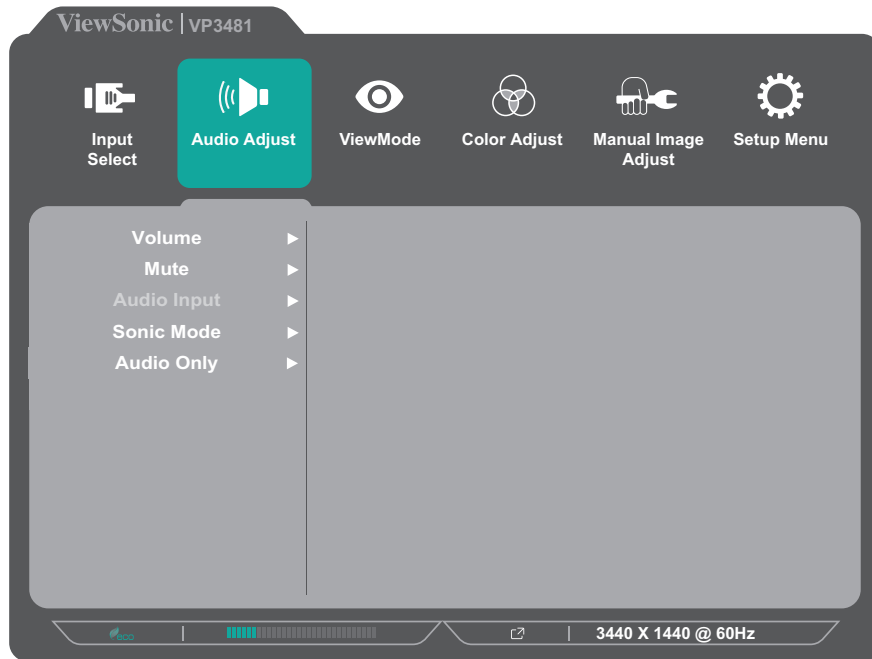 ViewSonic | VP3481
Input
Select
Audio Adjust
ViewMode
Color Adjust
Manual Image
Adjust
Setup Menu
Volume
Mute
Audio Input
Sonic Mode
Audio Only
eco
3440 X 1440 @ 60Hz